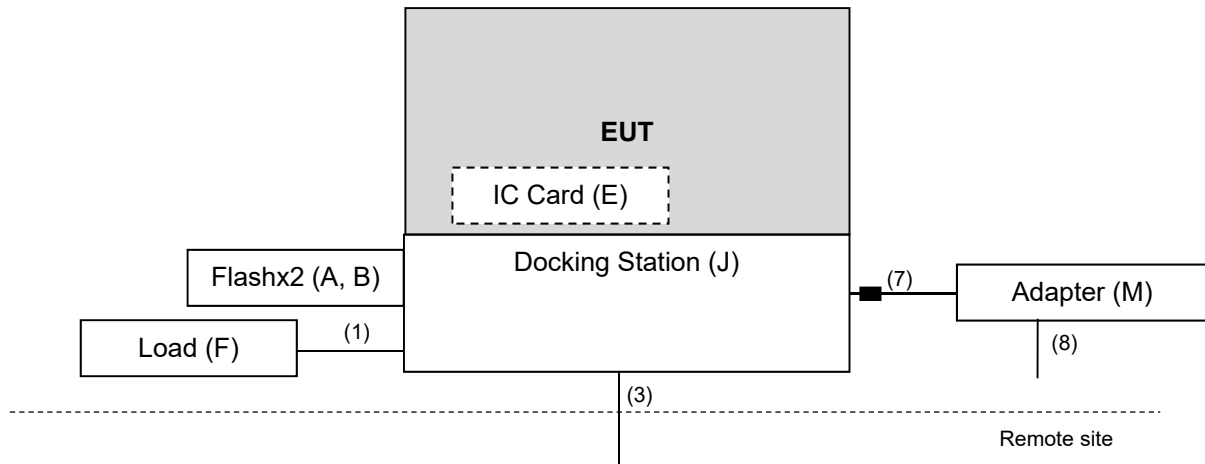 EUT
IC Card (E)
Docking Station (J)
Flashx2 (A, B)
(7)
Adapter (M)
(1)
Load (F)
(8)
(3)
Remote site